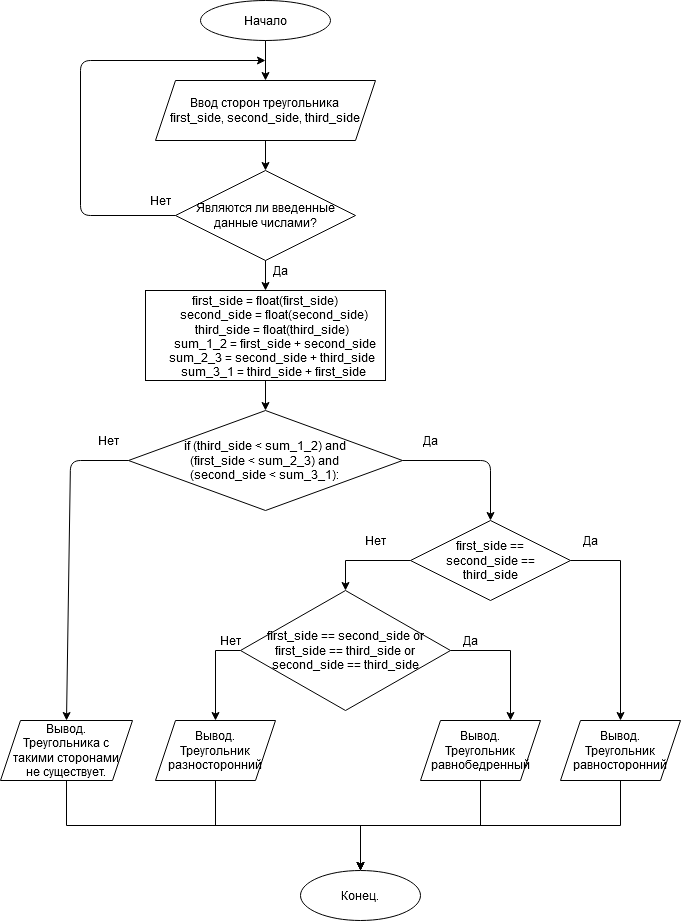 Начало
Ввод сторон треугольника
first_side, second_side, third_side
Нет
Являются ли введенные
данные числами?
Да
first_side = float(first_side)
second_side = float(second_side)
third_side = float(third_side)
sum_1_2 = first_side + second_side
sum_2_3 = second_side + third_side
sum_3_1 = third_side + first_side
Нет
if (third_side < sum_1_2) and
(first_side < sum_2_3) and
(second_side < sum_3_1):
Да
Нет
first_side ==
second_side ==
third_side
Да
Нет
first_side == second_side or
first_side == third_side or
second_side == third_side
Да
Вывод.
Треугольника с
такими сторонами
не существует.
Вывод.
Треугольник
разносторонний
Вывод.
Треугольник
равнобедренный
Вывод.
Треугольник
равносторонний
Конец.